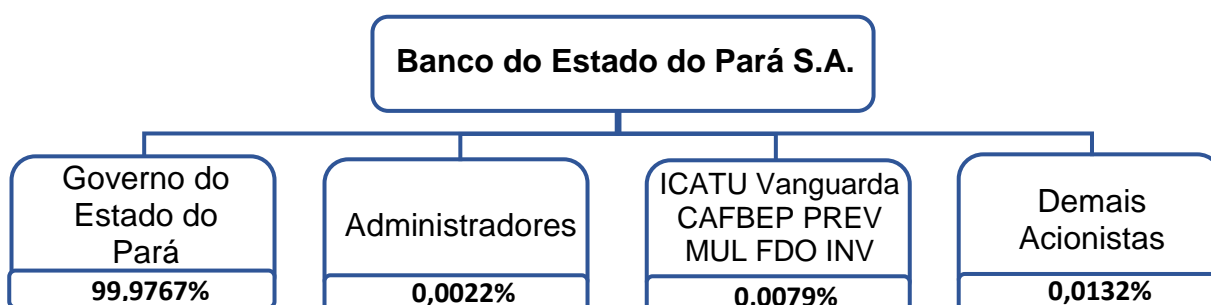 Banco do Estado do Pará S.A.
Governo do
Estado do
Pará
99,9767%
Administradores
0,0022%
ICATU Vanguarda
CAFBEP PREV
MUL FDO INV
0,0079%
Demais
Acionistas
0,0132%